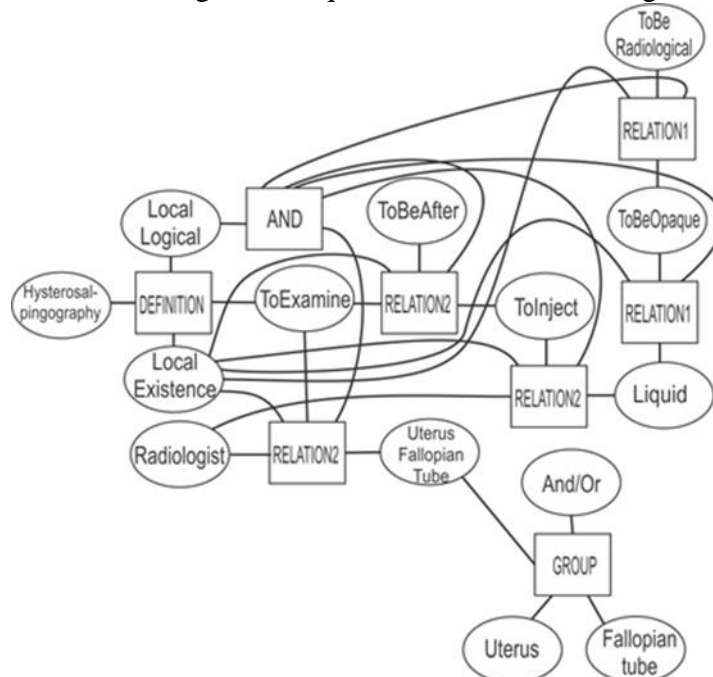 ToBe
Radiological
RELATION1
Local
Logical
AND
ToBeAfter
ToBeOpaque
Hysterosal-
pingography
DEFINITION
ToExamine
RELATION2
ToInject
RELATION1
Local
Existence
RELATION2
Liquid
Radiologist
RELATION2
Uterus
Fallopian
Tube
And/Or
GROUP
Uterus
Fallopian
tube